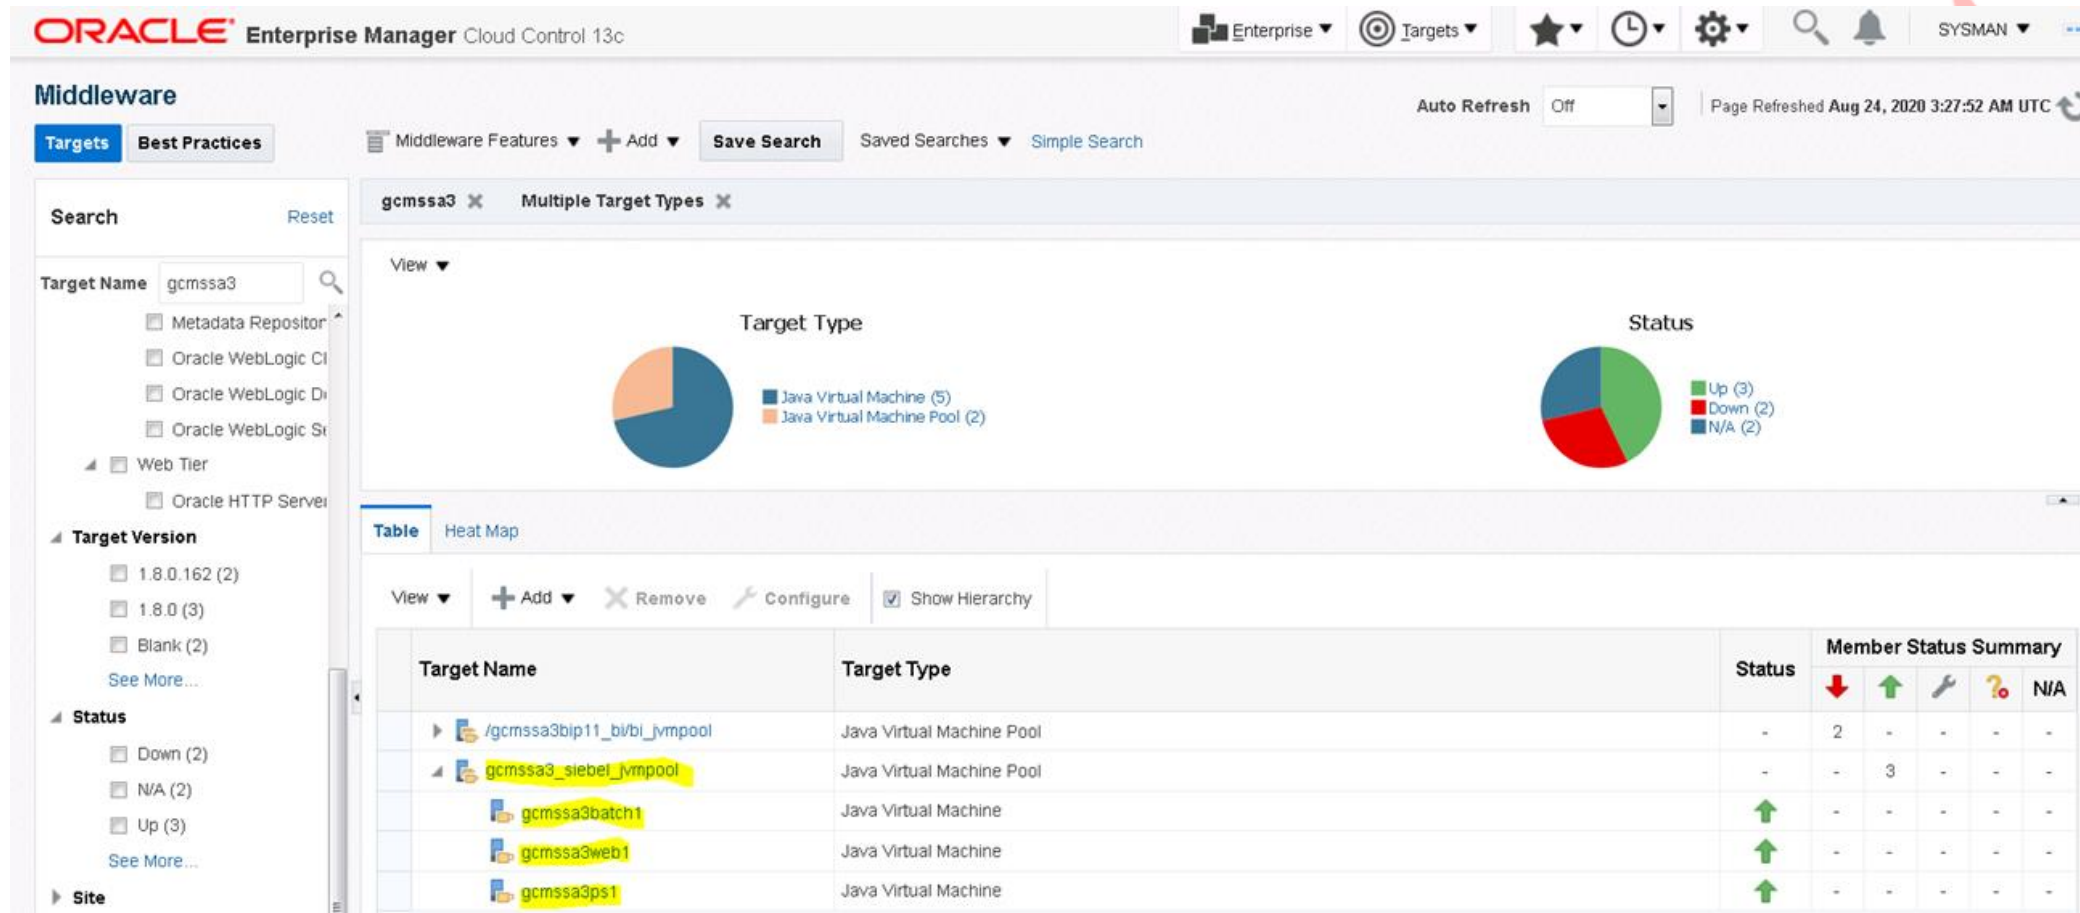 ORACLE Enterprise Manager Cloud Control 13c
Enterprise Targets SYSMAN
Middleware
Auto Refresh Off Page Refreshed Aug 24, 2020 3:27:52 AM UTC
Targets Best Practices Middleware Features Add Save Search Saved Searches Simple Search
Search Reset
gcmssa3 Multiple Target Types
Target Name gcmssa3
View
Metadata Repositor
Oracle WebLogic Cl
Oracle WebLogic D
Oracle WebLogic S
Web Tier
Oracle HTTP Server
Target Version
1.8.0.162 (2)
1.8.0 (3)
Blank (2)
See More...
Status
Down (2)
N/A (2)
Up (3)
See More...
Site
Target Type
Java Virtual Machine (5)
Java Virtual Machine Pool (2)
Status
Up (3)
Down (2)
N/A (2)
Table Heat Map
View Add Remove Configure Show Hierarchy
Target Name Target Type Status Member Status Summary
N/A
/gcmssa3bip11_bi/bi_jvmpool Java Virtual Machine Pool - 2 - - - -
gcmssa3_siebel_jvmpool Java Virtual Machine Pool - - 3 - - -
gcmssa3batch1 Java Virtual Machine - - - - -
gcmssa3web1 Java Virtual Machine - - - - -
gcmssa3ps1 Java Virtual Machine - - - - -